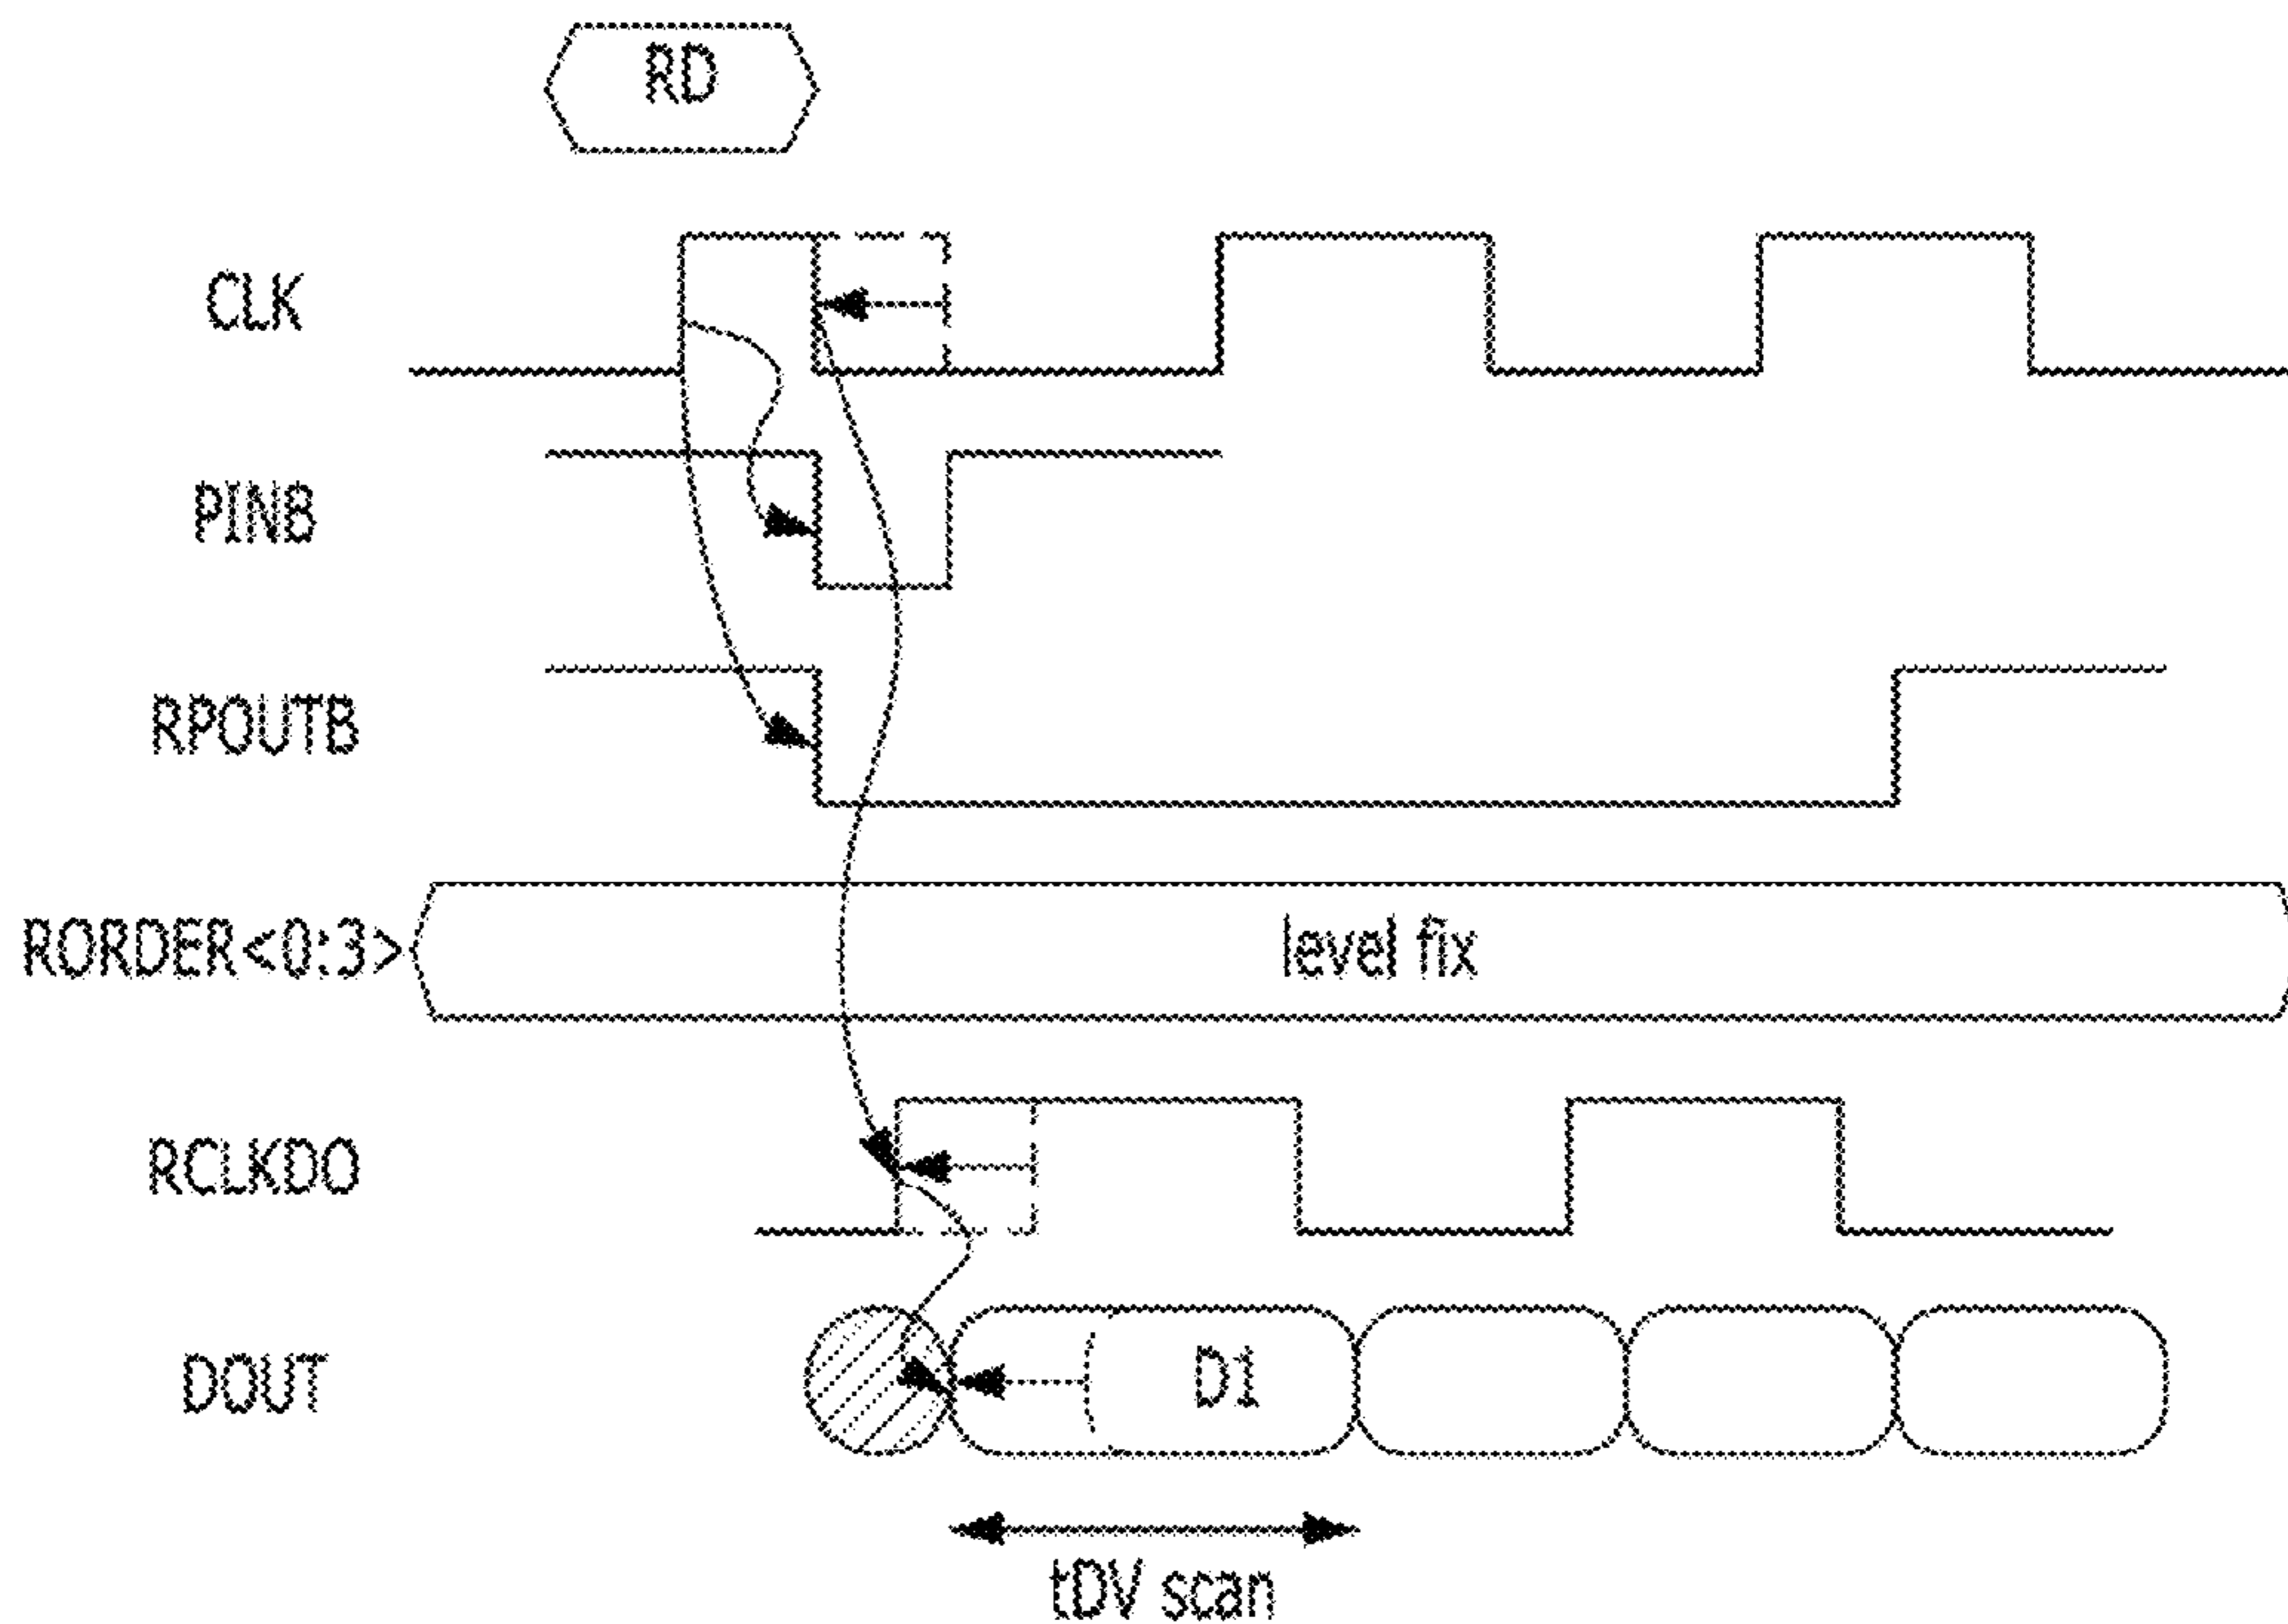 RD
CLK
PINB
RPOUTB
RORDER<0:3>
level fix
RCLKDO
DOUT
D1
tDV scan